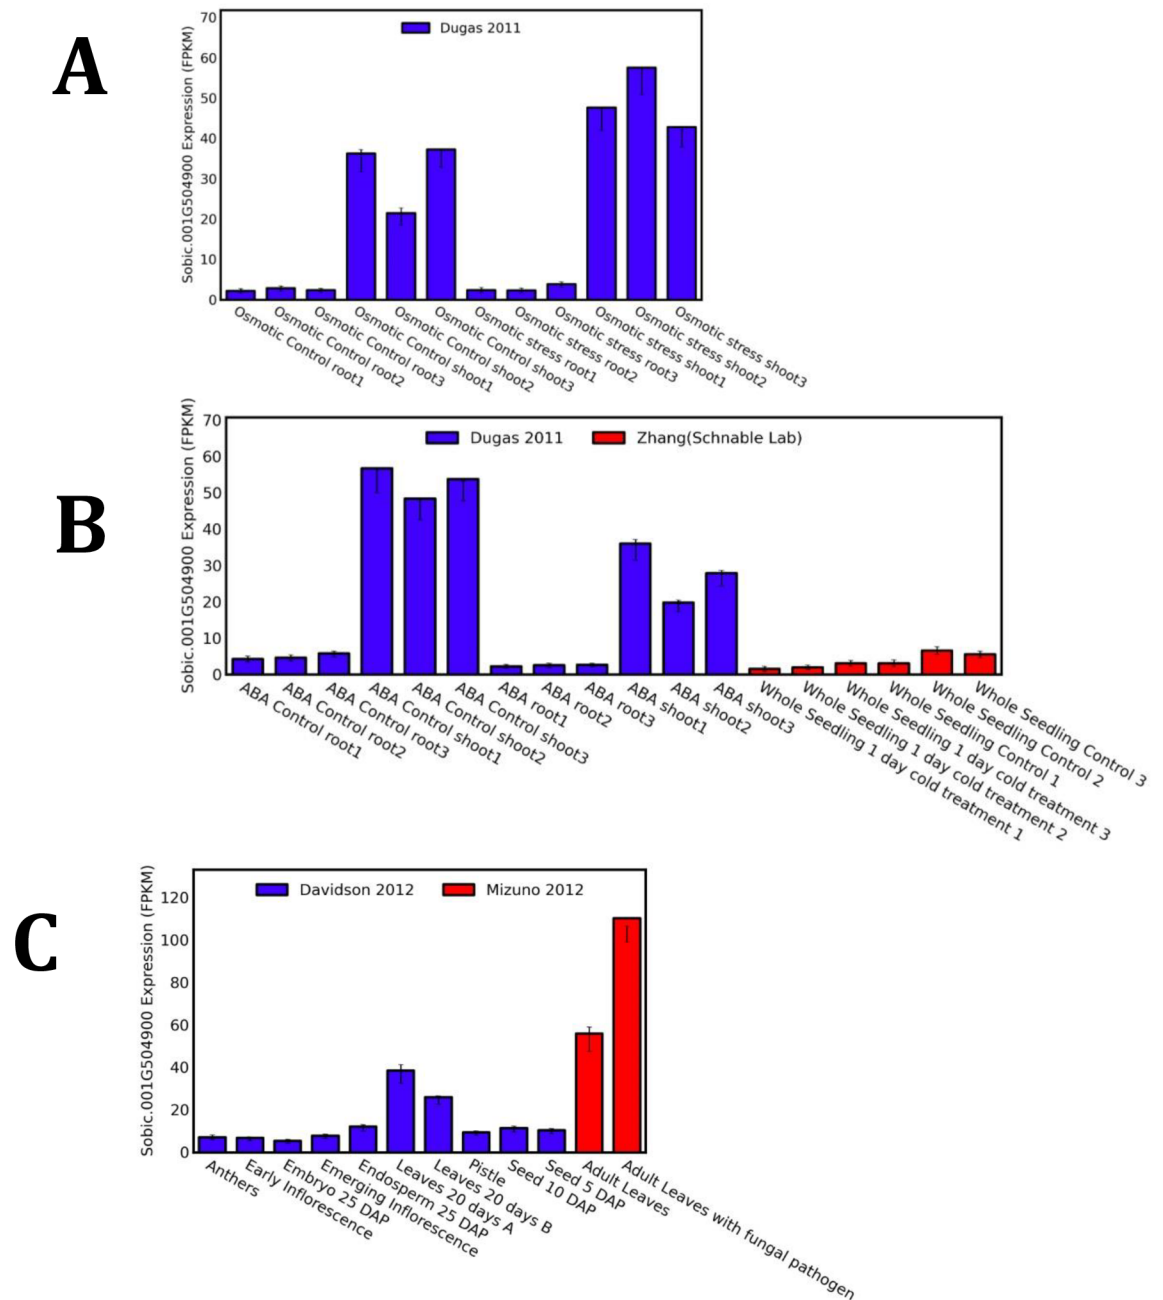 A
Sobic.001G504900 Expression (FPKM)
70
60
50
40
30
20
10
0
Dugas 2011
Osmotic Control root1
Osmotic Control root2
Osmotic Control root3
Osmotic Control shoot1
Osmotic Control shoot2
Osmotic Control shoot3
Osmotic stress root1
Osmotic stress root2
Osmotic stress root3
Osmotic stress shoot1
Osmotic stress shoot2
Osmotic stress shoot3
B
Sobic.001G504900 Expression (FPKM)
70
60
50
40
30
20
10
0
Dugas 2011
Zhang(Schnable Lab)
ABA Control root1
ABA Control root2
ABA Control root3
ABA Control shoot1
ABA Control shoot2
ABA Control shoot3
ABA root1
ABA root2
ABA root3
ABA shoot1
ABA shoot2
ABA shoot3
Whole Seedling 1 day cold treatment 1
Whole Seedling 1 day cold treatment 2
Whole Seedling 1 day cold treatment 3
Whole Seedling Control 1
Whole Seedling Control 2
Whole Seedling Control 3
C
Sobic.001G504900 Expression (FPKM)
120
100
80
60
40
20
0
Davidson 2012
Mizuno 2012
Anthers
Early Inflorescence
Embryo 25 DAP
Emerging Inflorescence
Endosperm 25 DAP
Leaves 20 days A
Leaves 20 days B
Pistle
Seed 10 DAP
Seed 5 DAP
Adult Leaves
Adult Leaves with fungal pathogen